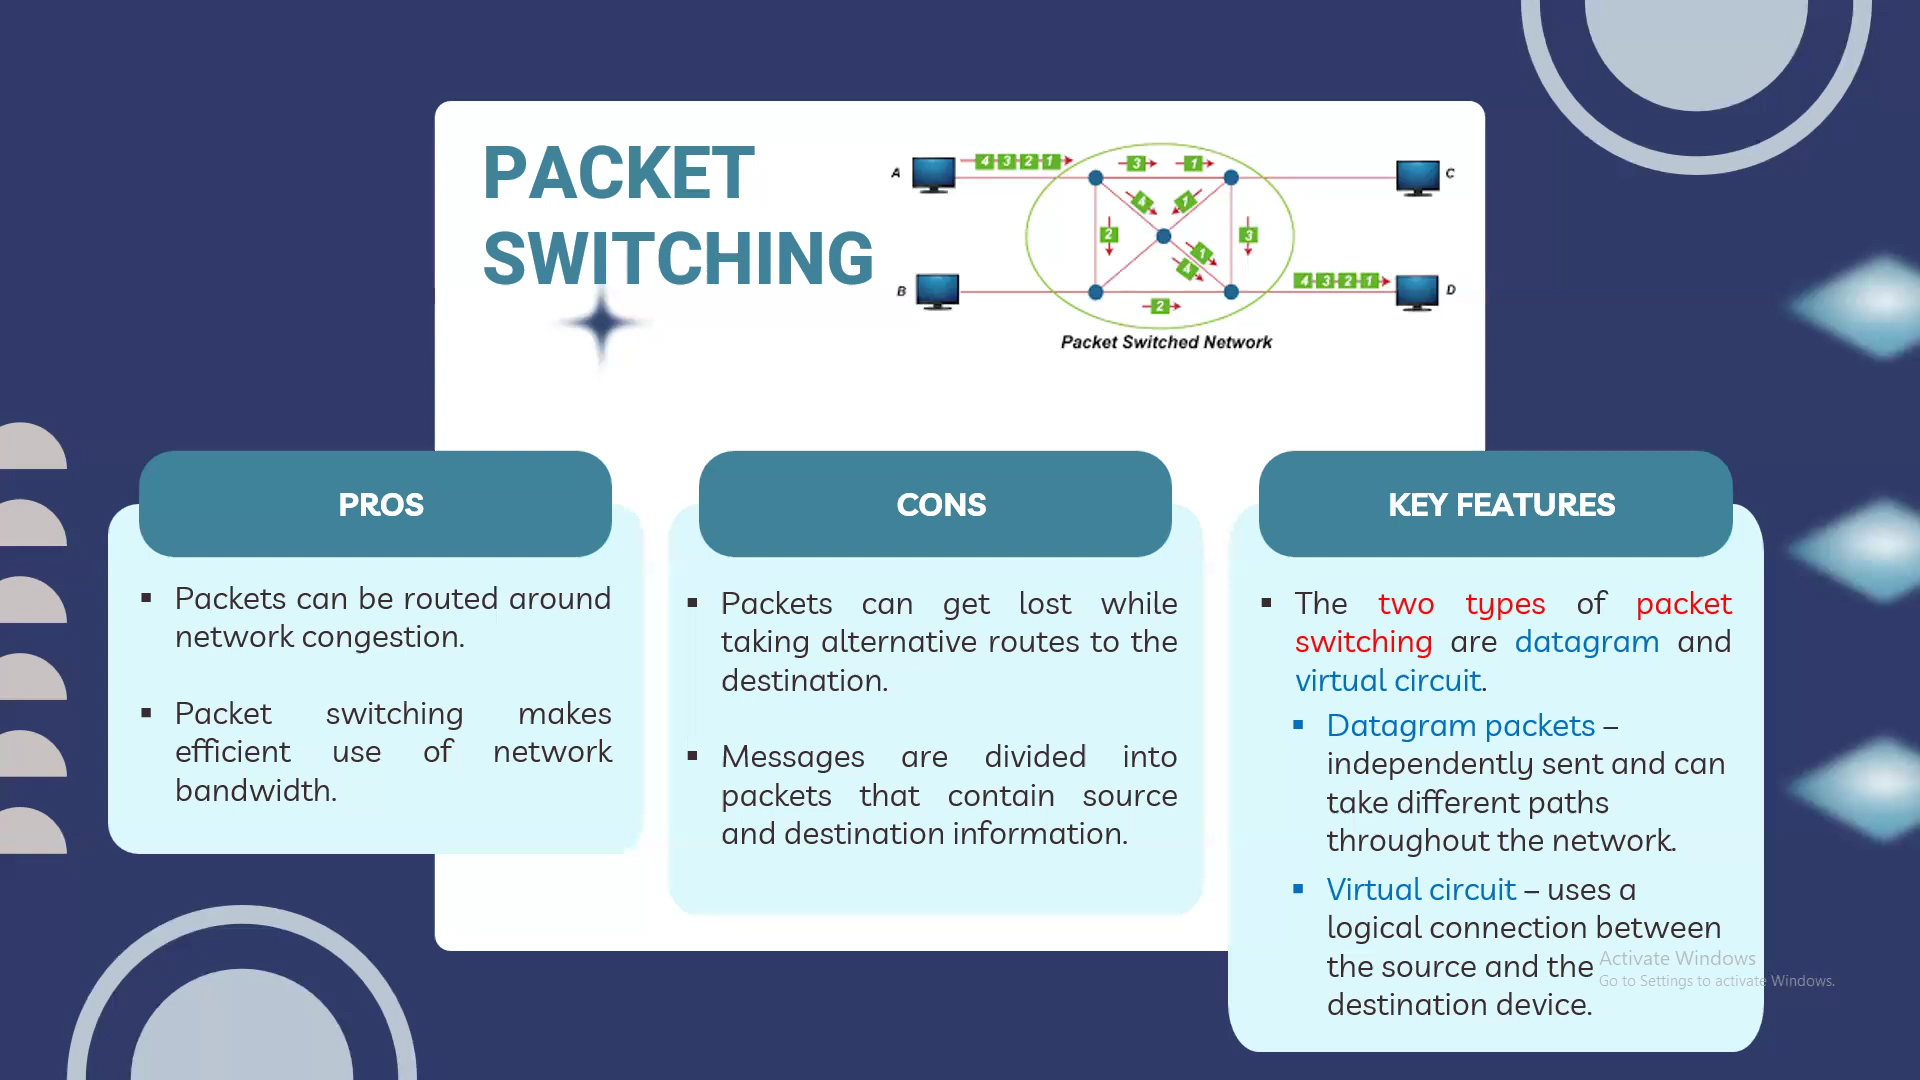 PACKET
SWITCHING
A
4 3 2 1
3
1
C
4
1
2
3
1
4
B
2
4 3 2 1
D
Packet Switched Network
PROS
▪ Packets can be routed around
network congestion.
▪ Packet switching makes
efficient use of network
bandwidth.
CONS
▪ Packets can get lost while
taking alternative routes to the
destination.
▪ Messages are divided into
packets that contain source
and destination information.
KEY FEATURES
▪ The two types of packet
switching are datagram and
virtual circuit.
▪ Datagram packets –
independently sent and can
take different paths
throughout the network.
▪ Virtual circuit – uses a
logical connection between
the source and the
destination device.
Activate Windows
Go to Settings to activate Windows.